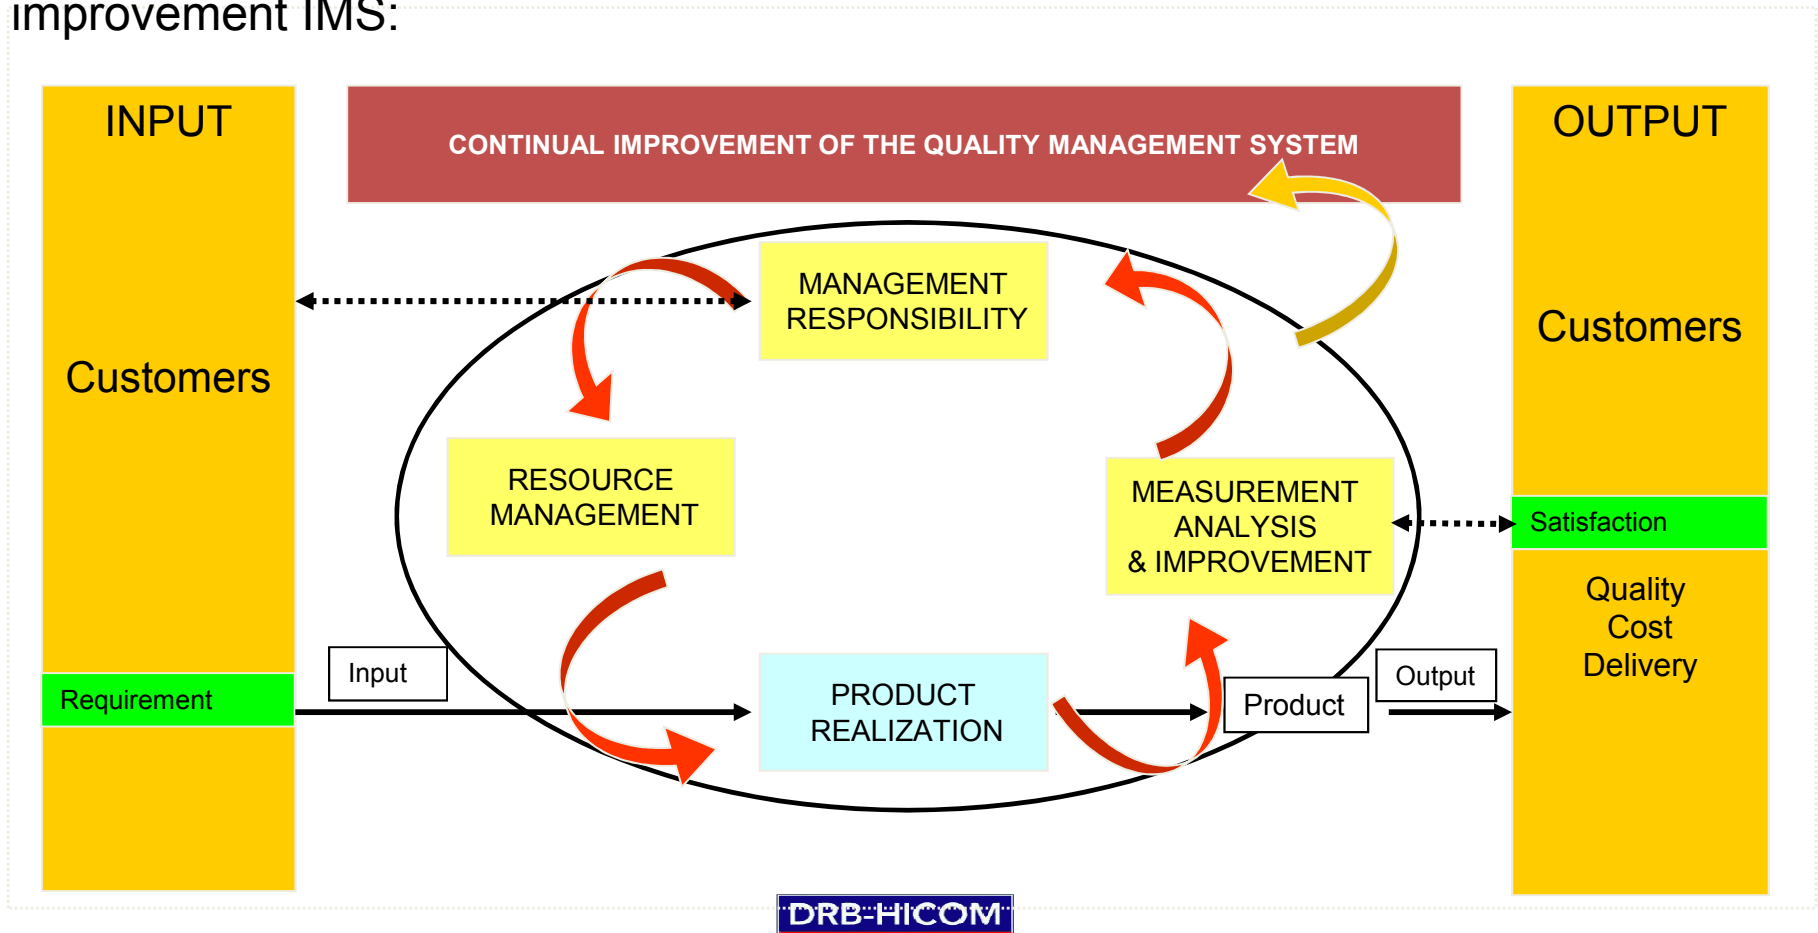 improvement IMS:
INPUT
CONTINUAL IMPROVEMENT OF THE QUALITY MANAGEMENT SYSTEM
OUTPUT
Customers
MANAGEMENT
RESPONSIBILITY
Customers
RESOURCE
MANAGEMENT
MEASUREMENT
ANALYSIS
& IMPROVEMENT
Satisfaction
Quality
Cost
Delivery
Requirement
Input
PRODUCT
REALIZATION
Product
Output
DRB-HICOM